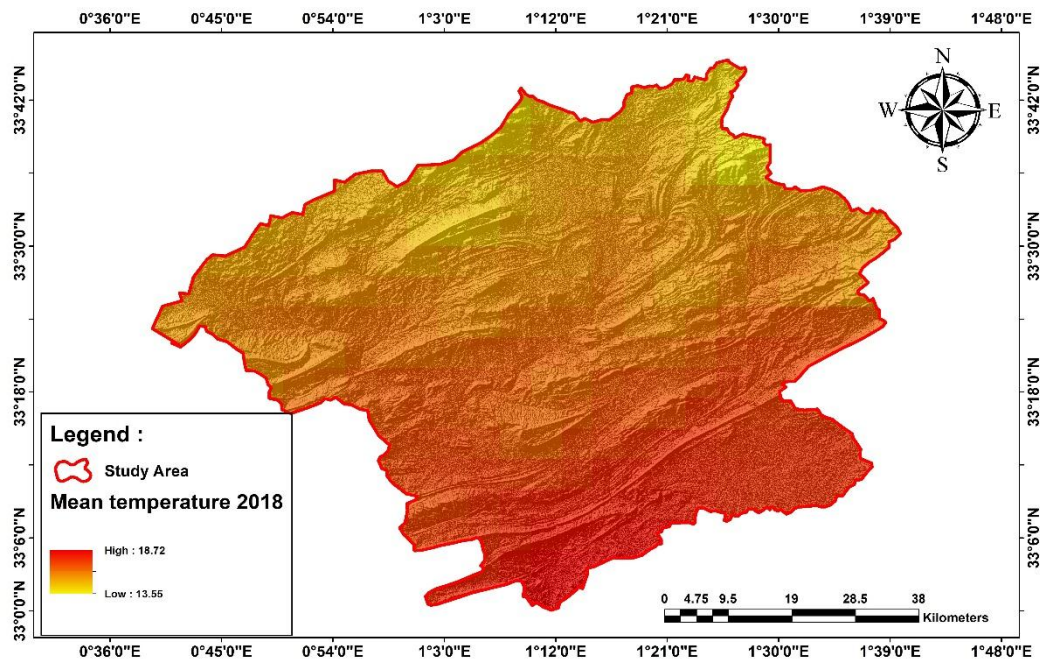 0°36'0"E 0°45'0"E 0°54'0"E 1°3'0"E 1°12'0"E 1°21'0"E 1°30'0"E 1°39'0"E 1°48'0"E
N
W E
S
33°42'0"N 33°42'0"N
33°30'0"N 33°30'0"N
33°18'0"N 33°18'0"N
33°6'0"N 33°6'0"N
33°0'0"N 33°0'0"N
Legend :
Study Area
Mean temperature 2018
High : 18.72
Low : 13.55
0 4.75 9.5 19 28.5 38
Kilometers
0°36'0"E 0°45'0"E 0°54'0"E 1°3'0"E 1°12'0"E 1°21'0"E 1°30'0"E 1°39'0"E 1°48'0"E